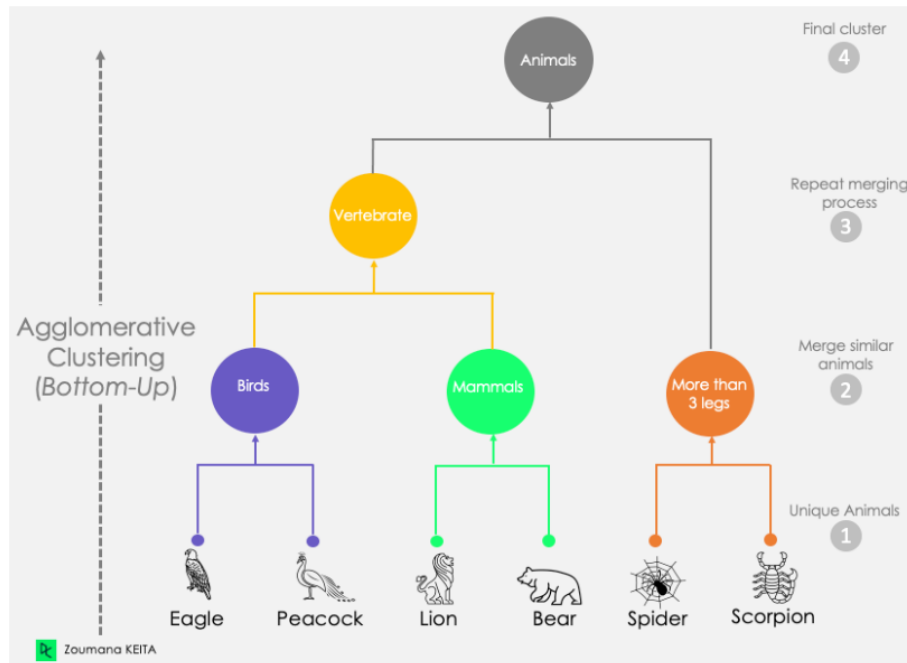 Final cluster
4
Animals
Repeat merging
process
3
Vertebrate
Agglomerative
Clustering
(Bottom-Up)
Merge similar
animals
2
Birds
Mammals
More than
3 legs
Unique Animals
1
Eagle
Peacock
Lion
Bear
Spider
Scorpion
DC Zoumana KEITA